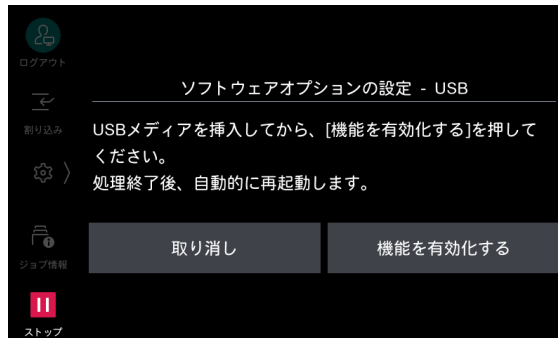 ログアウト
割り込み
ジョブ情報
ストップ
ソフトウェアオプションの設定 - USB
USBメディアを挿入してから、[機能を有効化する]を押して
ください。
処理終了後、自動的に再起動します。
取り消し
機能を有効化する